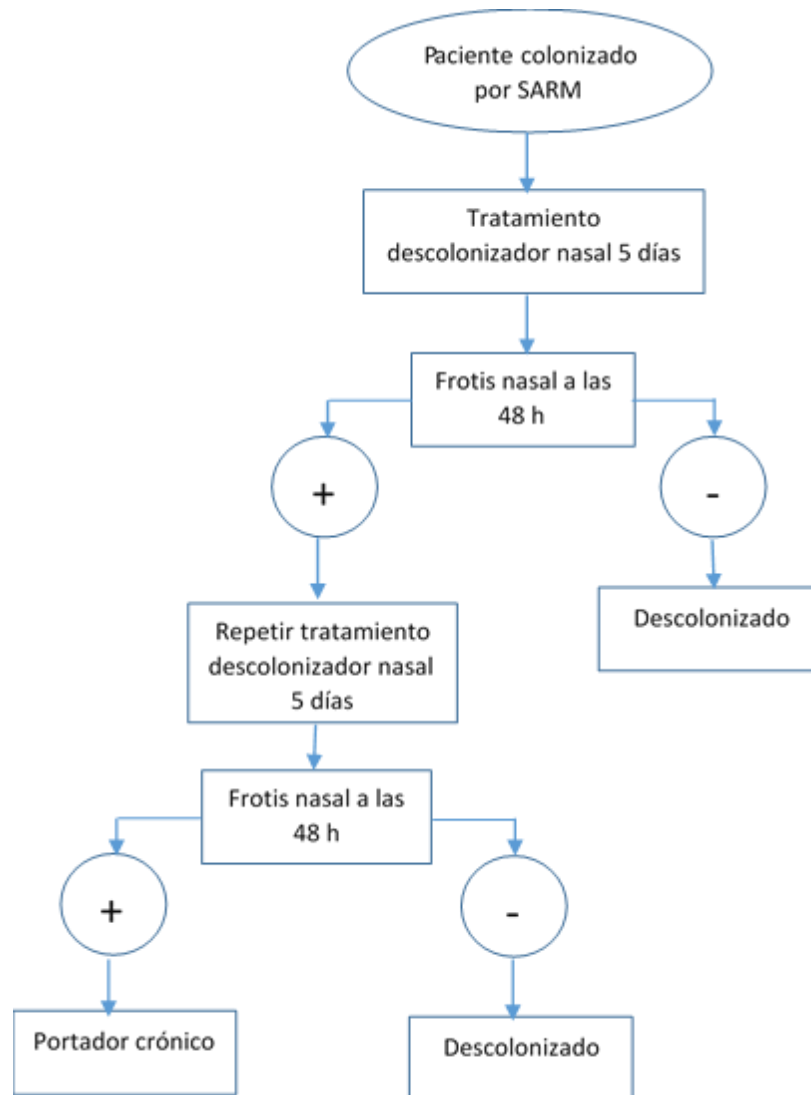 Paciente colonizado
por SARM
Tratamiento
descolonizador nasal 5 días
Frotis nasal a las
48 h
+
-
Repetir tratamiento
descolonizador nasal
5 días
Descolonizado
Frotis nasal a las
48 h
+
-
Portador crónico
Descolonizado